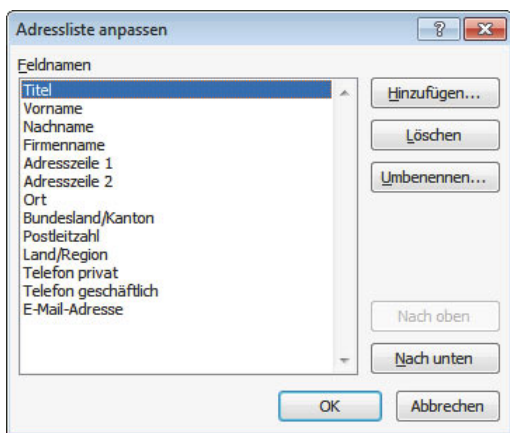 Adressliste anpassen
Feldnamen
Titel
Vorname
Nachname
Firmenname
Adresszeile 1
Adresszeile 2
Ort
Bundesland/Kanton
Postleitzahl
Land/Region
Telefon privat
Telefon geschäftlich
E-Mail-Adresse
Hinzufügen...
Löschen
Umbenennen...
Nach oben
Nach unten
OK
Abbrechen